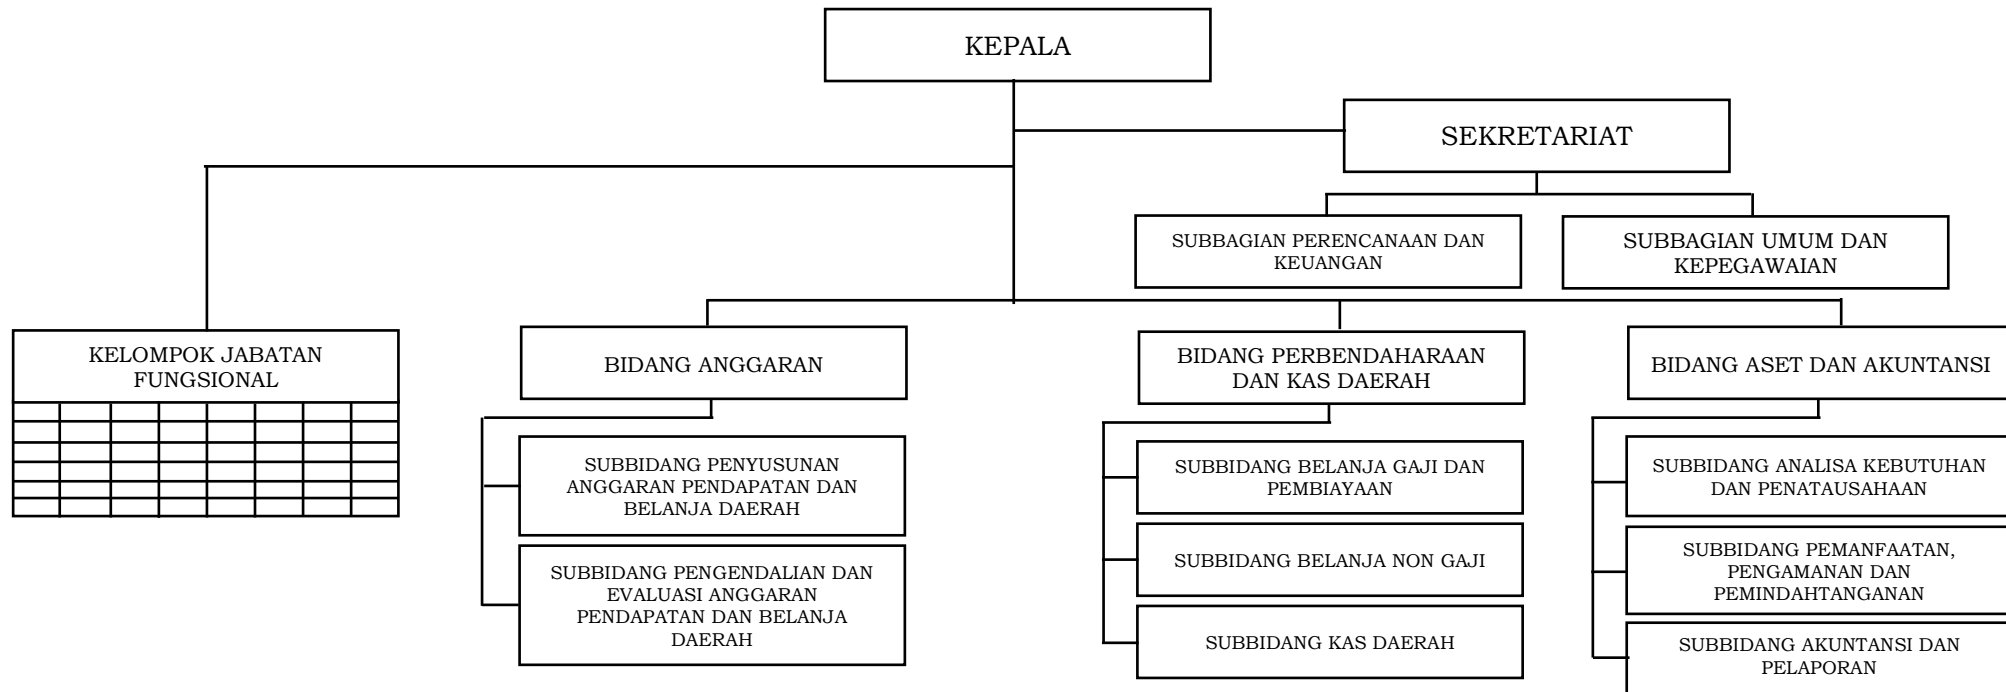 KEPALA
SEKRETARIAT
SUBBAGIAN PERENCANAAN DAN
KEUANGAN
SUBBAGIAN UMUM DAN
KEPEGAWAIAN
KELOMPOK JABATAN
FUNGSIONAL
BIDANG ANGGARAN
SUBBIDANG PENYUSUNAN
ANGGARAN PENDAPATAN DAN
BELANJA DAERAH
SUBBIDANG PENGENDALIAN DAN
EVALUASI ANGGARAN
PENDAPATAN DAN BELANJA
DAERAH
BIDANG PERBENDAHARAAN
DAN KAS DAERAH
SUBBIDANG BELANJA GAJI DAN
PEMBIAYAAN
SUBBIDANG BELANJA NON GAJI
SUBBIDANG KAS DAERAH
BIDANG ASET DAN AKUNTANSI
SUBBIDANG ANALISA KEBUTUHAN
DAN PENATAUSAHAAN
SUBBIDANG PEMANFAATAN,
PENGAMANAN DAN
PEMINDAHTANGANAN
SUBBIDANG AKUNTANSI DAN
PELAPORAN